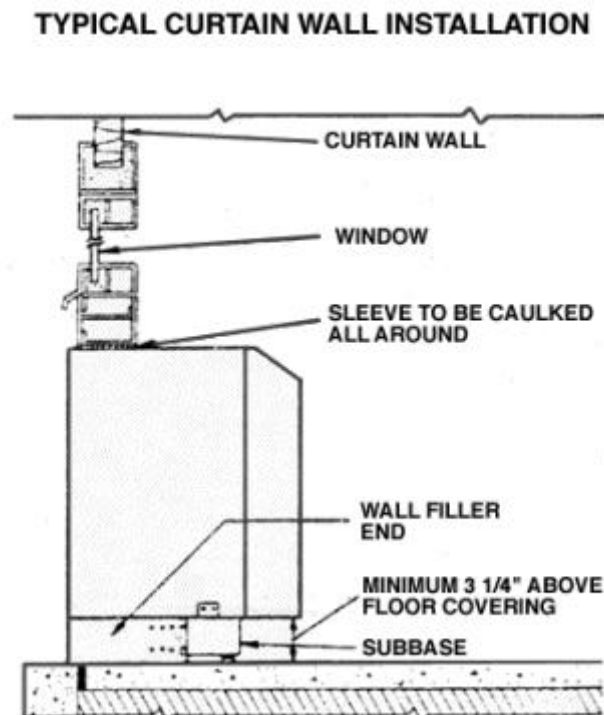 TYPICAL CURTAIN WALL INSTALLATION
CURTAIN WALL
WINDOW
SLEEVE TO BE CAULKED
ALL AROUND
WALL FILLER
END
MINIMUM 3 1/4" ABOVE
FLOOR COVERING
SUBBASE